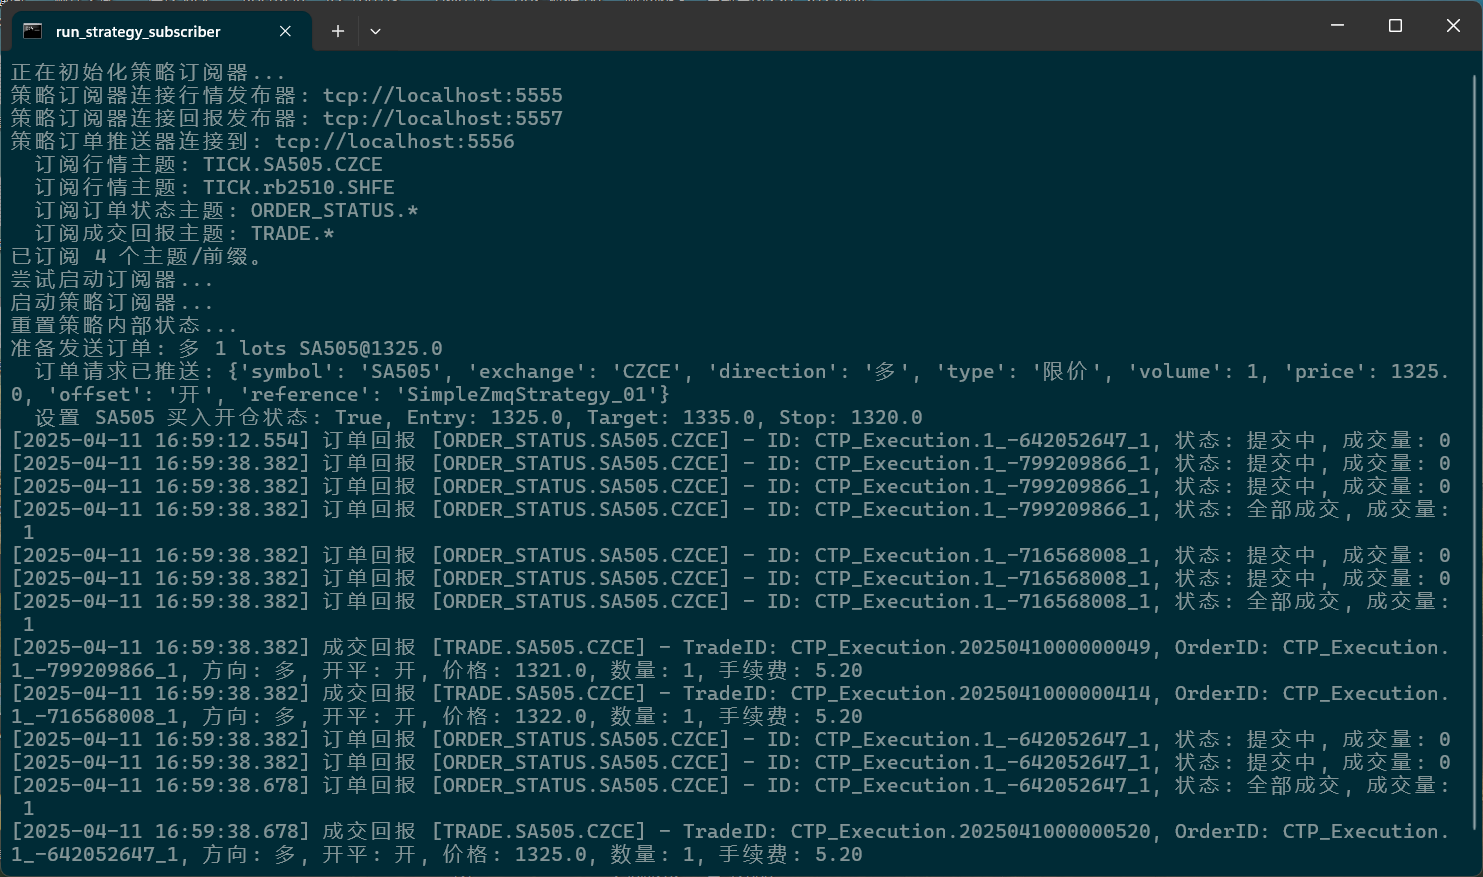 run_strategy_subscriber
正在初始化策略订阅器...
策略订阅器连接行情发布器: tcp://localhost:5555
策略订阅器连接回报发布器: tcp://localhost:5557
策略订单推送器连接到: tcp://localhost:5556
订阅行情主题: TICK.SA505.CZCE
订阅行情主题: TICK.rb2510.SHFE
订阅订单状态主题: ORDER_STATUS.*
订阅成交回报主题: TRADE.*
已订阅 4 个主题/前缀。
尝试启动订阅器...
启动策略订阅器...
重置策略内部状态...
准备发送订单: 多 1 lots SA505@1325.0
订单请求已推送: {'symbol': 'SA505', 'exchange': 'CZCE', 'direction': '多', 'type': '限价', 'volume': 1, 'price': 1325.
0, 'offset': '开', 'reference': 'SimpleZmqStrategy_01'}
设置 SA505 买入开仓状态: True, Entry: 1325.0, Target: 1335.0, Stop: 1320.0
[2025-04-11 16:59:12.554] 订单回报 [ORDER_STATUS.SA505.CZCE] - ID: CTP_Execution.1_-642052647_1, 状态: 提交中, 成交量: 0
[2025-04-11 16:59:38.382] 订单回报 [ORDER_STATUS.SA505.CZCE] - ID: CTP_Execution.1_-799209866_1, 状态: 提交中, 成交量: 0
[2025-04-11 16:59:38.382] 订单回报 [ORDER_STATUS.SA505.CZCE] - ID: CTP_Execution.1_-799209866_1, 状态: 提交中, 成交量: 0
[2025-04-11 16:59:38.382] 订单回报 [ORDER_STATUS.SA505.CZCE] - ID: CTP_Execution.1_-799209866_1, 状态: 全部成交, 成交量:
1
[2025-04-11 16:59:38.382] 订单回报 [ORDER_STATUS.SA505.CZCE] - ID: CTP_Execution.1_-716568008_1, 状态: 提交中, 成交量: 0
[2025-04-11 16:59:38.382] 订单回报 [ORDER_STATUS.SA505.CZCE] - ID: CTP_Execution.1_-716568008_1, 状态: 提交中, 成交量: 0
[2025-04-11 16:59:38.382] 订单回报 [ORDER_STATUS.SA505.CZCE] - ID: CTP_Execution.1_-716568008_1, 状态: 全部成交, 成交量:
1
[2025-04-11 16:59:38.382] 成交回报 [TRADE.SA505.CZCE] - TradeID: CTP_Execution.2025041000000049, OrderID: CTP_Execution.
1_-799209866_1, 方向: 多, 开平: 开, 价格: 1321.0, 数量: 1, 手续费: 5.20
[2025-04-11 16:59:38.382] 成交回报 [TRADE.SA505.CZCE] - TradeID: CTP_Execution.2025041000000414, OrderID: CTP_Execution.
1_-716568008_1, 方向: 多, 开平: 开, 价格: 1322.0, 数量: 1, 手续费: 5.20
[2025-04-11 16:59:38.382] 订单回报 [ORDER_STATUS.SA505.CZCE] - ID: CTP_Execution.1_-642052647_1, 状态: 提交中, 成交量: 0
[2025-04-11 16:59:38.382] 订单回报 [ORDER_STATUS.SA505.CZCE] - ID: CTP_Execution.1_-642052647_1, 状态: 提交中, 成交量: 0
[2025-04-11 16:59:38.678] 订单回报 [ORDER_STATUS.SA505.CZCE] - ID: CTP_Execution.1_-642052647_1, 状态: 全部成交, 成交量:
1
[2025-04-11 16:59:38.678] 成交回报 [TRADE.SA505.CZCE] - TradeID: CTP_Execution.2025041000000520, OrderID: CTP_Execution.
1_-642052647_1, 方向: 多, 开平: 开, 价格: 1325.0, 数量: 1, 手续费: 5.20